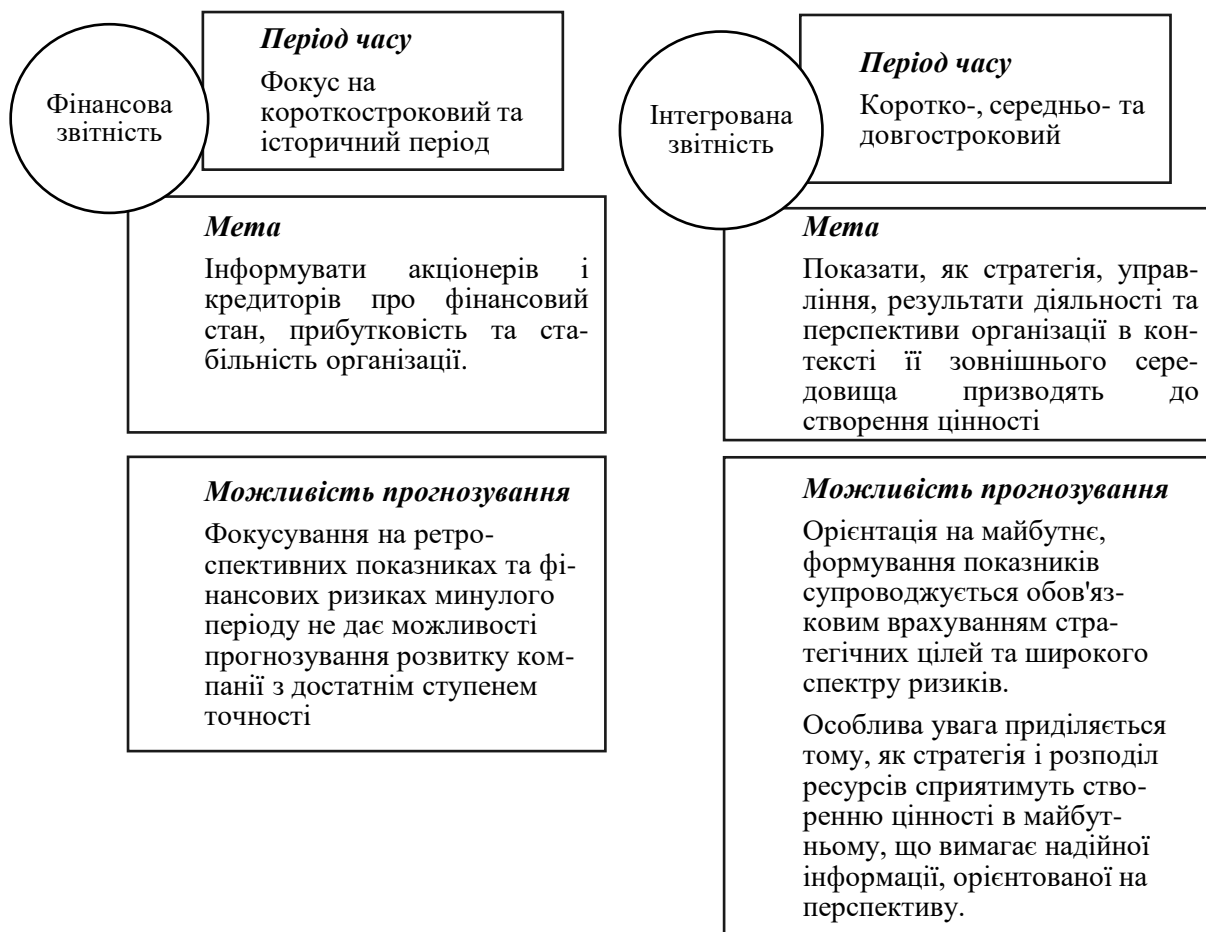 Фінансова
звітність
Період часу
Фокус на
короткостроковий та
історичний період
Мета
Інформувати акціонерів і
кредиторів про фінансовий
стан, прибутковість та ста-
більність організації.
Можливість прогнозування
Фокусування на ретро-
спективних показниках та фі-
нансових ризиках минулого
періоду не дає можливості
прогнозування розвитку ком-
панії з достатнім ступенем
точності
Інтегрована
звітність
Період часу
Коротко-, середньо- та
довгостроковий
Мета
Показати, як стратегія, управ-
ління, результати діяльності та
перспективи організації в кон-
тексті її зовнішнього сере-
довища призводять до
створення цінності
Можливість прогнозування
Орієнтація на майбутнє,
формування показників
супроводжується обов'яз-
ковим врахуванням стра-
тегічних цілей та широкого
спектру ризиків.
Особлива увага приділяється
тому, як стратегія і розподіл
ресурсів сприятимуть ство-
ренню цінності в майбут-
ньому, що вимагає надійної
інформації, орієнтованої на
перспективу.